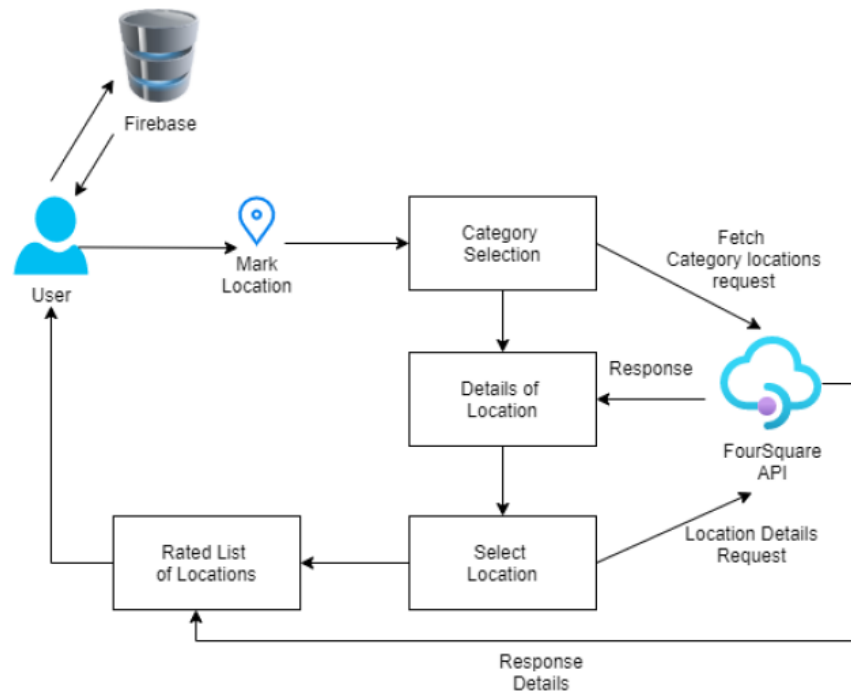 Firebase
User
Mark
Location
Category
Selection
Fetch
Category locations
request
Details of
Location
Response
FourSquare
API
Rated List
of Locations
Select
Location
Location Details
Request
Response
Details